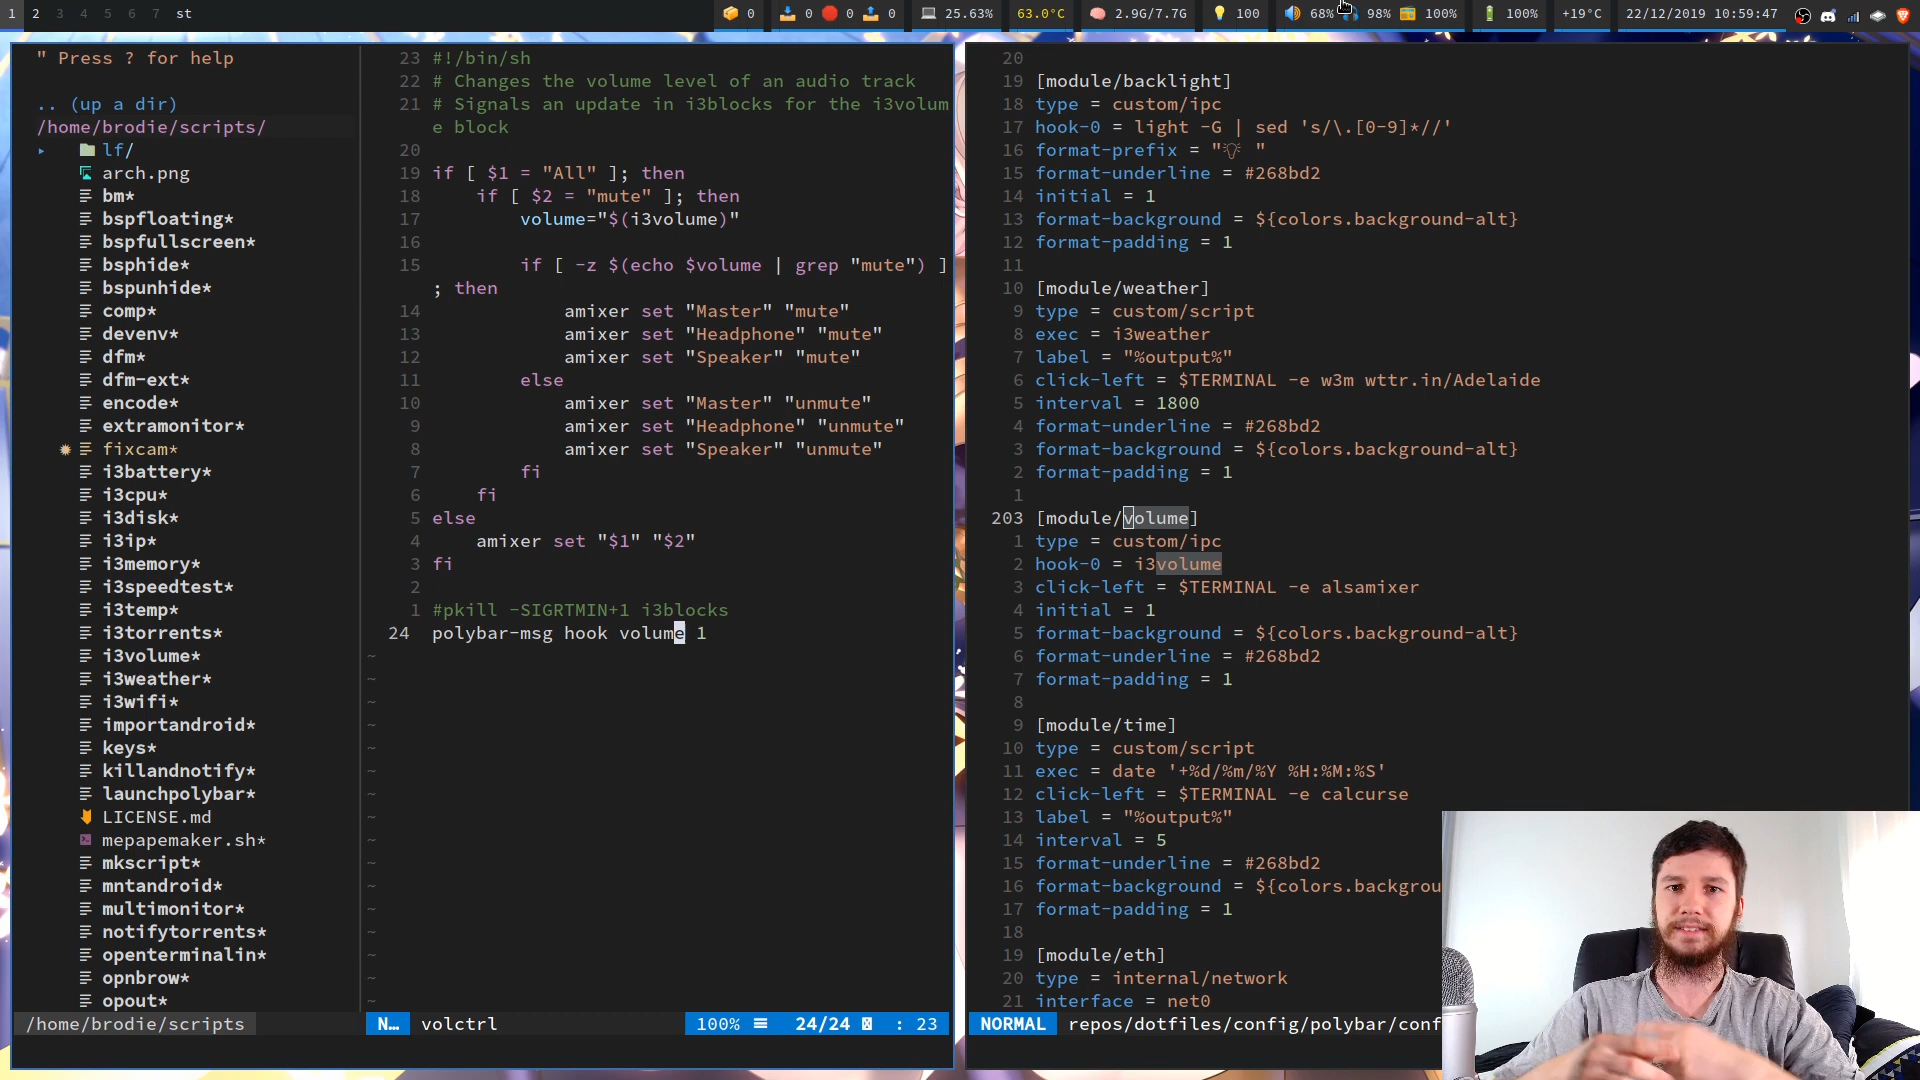 1 2 3 4 5 6 7 st
0 0 0 0 25.63% 63.0°C 2.9G/7.7G 100 68% 98% 100% 100% +19°C 22/12/2019 10:59:47
" Press ? for help
.. (up a dir)
/home/brodie/scripts/
▸ lf/
arch.png
bm*
bspfloating*
bspfullscreen*
bsphide*
bspunhide*
comp*
devenv*
dfm*
dfm-ext*
encode*
extramonitor*
fixcam*
i3battery*
i3cpu*
i3disk*
i3ip*
i3memory*
i3speedtest*
i3temp*
i3torrents*
i3volume*
i3weather*
i3wifi*
importandroid*
keys*
killandnotify*
launchpolybar*
LICENSE.md
mepapemaker.sh*
mkscript*
mntandroid*
multimonitor*
notifytorrents*
openterminalin*
opnbrow*
opout*
/home/brodie/scripts
23 #!/bin/sh
22 # Changes the volume level of an audio track
21 # Signals an update in i3blocks for the i3volum
e block
20
19 if [ $1 = "All" ]; then
18 if [ $2 = "mute" ]; then
17 volume="$(i3volume)"
16
15 if [ -z $(echo $volume | grep "mute") ]
; then
14 amixer set "Master" "mute"
13 amixer set "Headphone" "mute"
12 amixer set "Speaker" "mute"
11 else
10 amixer set "Master" "unmute"
9 amixer set "Headphone" "unmute"
8 amixer set "Speaker" "unmute"
7 fi
6 fi
5 else
4 amixer set "$1" "$2"
3 fi
2
1 #pkill -SIGRTMIN+1 i3blocks
24 polybar-msg hook volume 1
N… volctrl 100% ☰ 24/24 : 23
20
19 [module/backlight]
18 type = custom/ipc
17 hook-0 = light -G | sed 's/\.[0-9]*//'
16 format-prefix = " "
15 format-underline = #268bd2
14 initial = 1
13 format-background = ${colors.background-alt}
12 format-padding = 1
11
10 [module/weather]
9 type = custom/script
8 exec = i3weather
7 label = "%output%"
6 click-left = $TERMINAL -e w3m wttr.in/Adelaide
5 interval = 1800
4 format-underline = #268bd2
3 format-background = ${colors.background-alt}
2 format-padding = 1
1
203 [module/volume]
1 type = custom/ipc
2 hook-0 = i3volume
3 click-left = $TERMINAL -e alsamixer
4 initial = 1
5 format-background = ${colors.background-alt}
6 format-underline = #268bd2
7 format-padding = 1
8
9 [module/time]
10 type = custom/script
11 exec = date '+%d/%m/%Y %H:%M:%S'
12 click-left = $TERMINAL -e calcurse
13 label = "%output%"
14 interval = 5
15 format-underline = #268bd2
16 format-background = ${colors.backgrou
17 format-padding = 1
18
19 [module/eth]
20 type = internal/network
21 interface = net0
NORMAL repos/dotfiles/config/polybar/conf